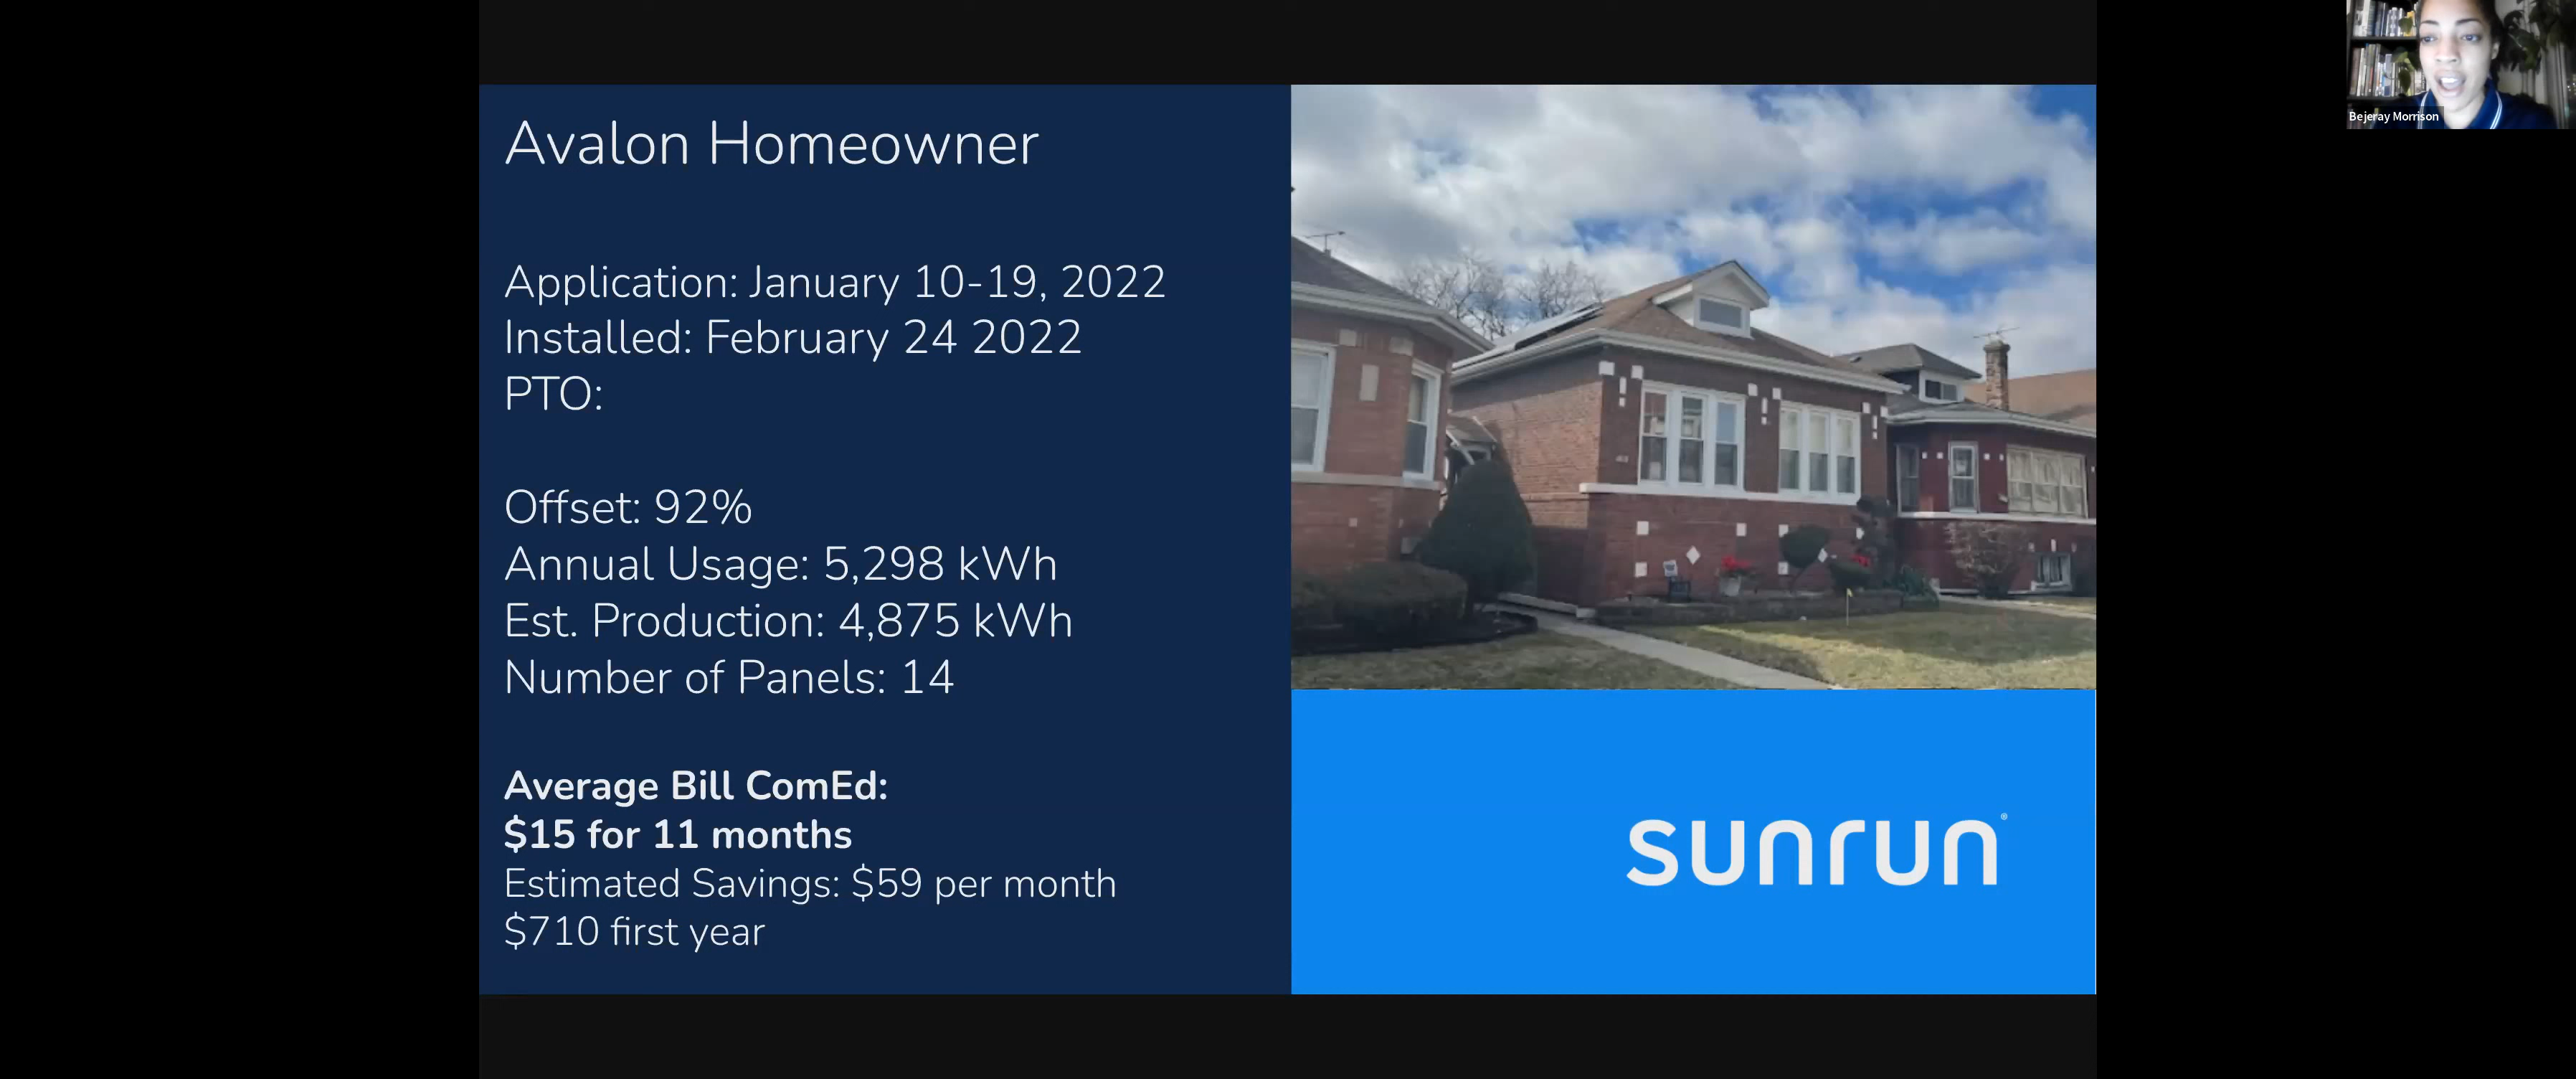 Avalon Homeowner
Application: January 10-19, 2022
Installed: February 24 2022
PTO:
Offset: 92%
Annual Usage: 5,298 kWh
Est. Production: 4,875 kWh
Number of Panels: 14
Average Bill ComEd:
$15 for 11 months
Estimated Savings: $59 per month
$710 first year
sunrun®
Bejeray Morrison